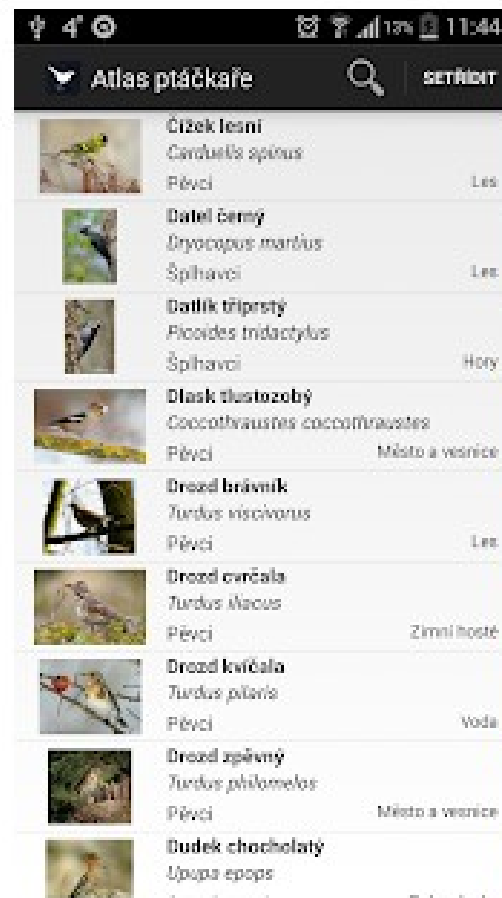 4° 13% 11:44
Atlas ptáčkaře SETŘÍDIT
Čížek lesní
Carduelis spinus
Pěvci Les
Datel černý
Dryocopus martius
Šplhavci Les
Datlík tříprstý
Picoides tridactylus
Šplhavci Hory
Dlask tlustozobý
Coccothraustes coccothraustes
Pěvci Město a vesnice
Drozd brávník
Turdus viscivorus
Pěvci Les
Drozd cvrčala
Turdus iliacus
Pěvci Zimní hosté
Drozd kvíčala
Turdus pilaris
Pěvci Voda
Drozd zpěvný
Turdus philomelos
Pěvci Město a vesnice
Dudek chocholatý
Upupa epops